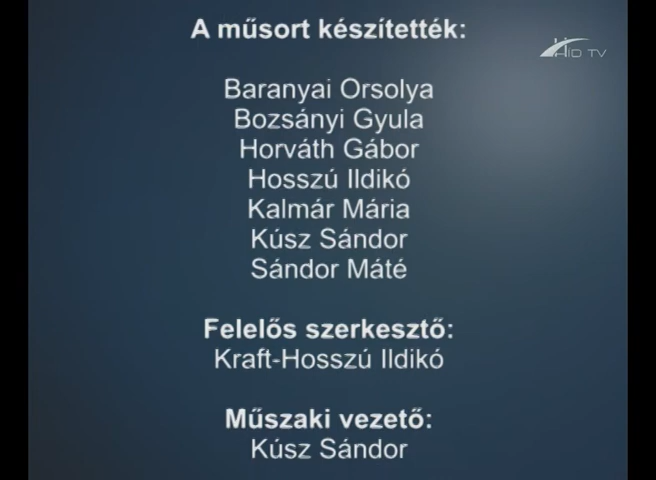 A műsort készítették:
HÍD TV
Baranyai Orsolya
Bozsányi Gyula
Horváth Gábor
Hosszú Ildikó
Kalmár Mária
Kúsz Sándor
Sándor Máté
Felelős szerkesztő:
Kraft-Hosszú Ildikó
Műszaki vezető:
Kúsz Sándor